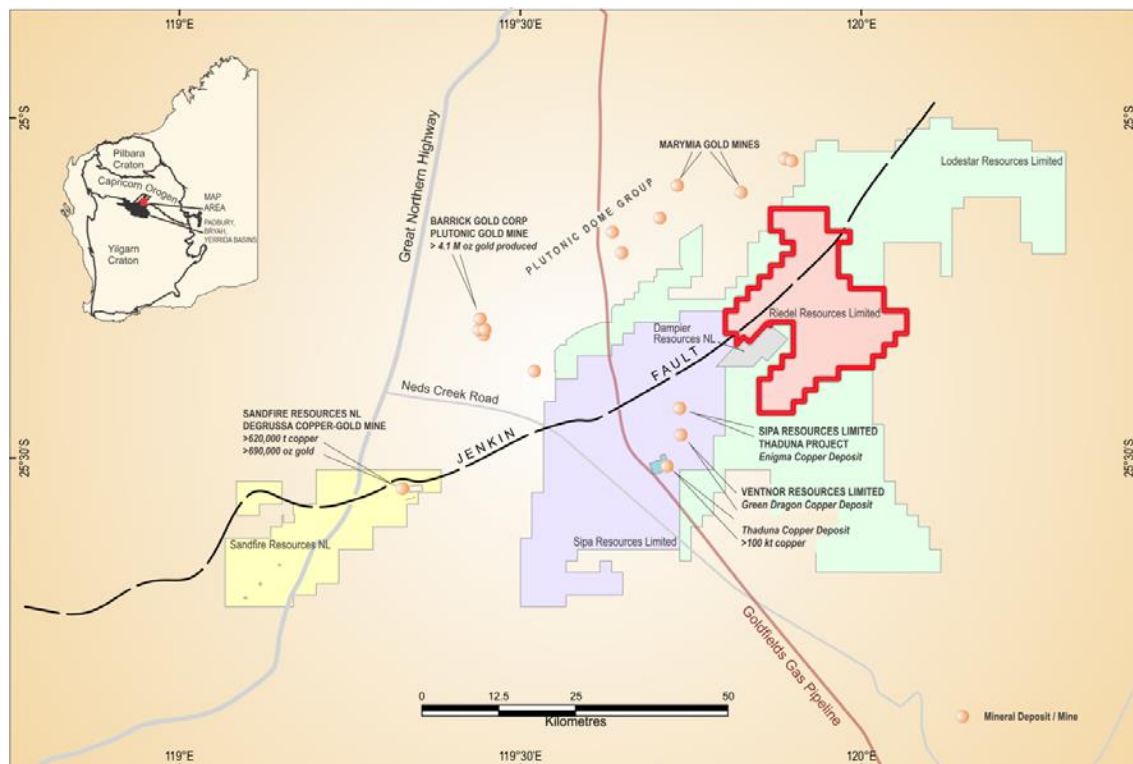 119°E
119°30'E
120°E
25°S
25°S
Pilbara
Craton
Capricorn Orogen
MAP
AREA
PADBURY,
BRYAH,
YERRIDA BASINS
Yilgarn
Craton
Great Northern Highway
MARYMIA GOLD MINES
Lodestar Resources Limited
PLUTONIC DOME GROUP
BARRICK GOLD CORP
PLUTONIC GOLD MINE
> 4.1 M oz gold produced
Riedel Resources Limited
Dampier
Resources NL
FAULT
Neds Creek Road
JENKIN
SANDFIRE RESOURCES NL
DEGRUSSA COPPER-GOLD MINE
>620,000 t copper
>690,000 oz gold
SIPA RESOURCES LIMITED
THADUNA PROJECT
Enigma Copper Deposit
25°30'S
25°30'S
VENTNOR RESOURCES LIMITED
Green Dragon Copper Deposit
Thaduna Copper Deposit
>100 kt copper
Sandfire Resources NL
Sipa Resources Limited
Goldfields Gas Pipeline
0 12.5 25 50
Kilometres
Mineral Deposit / Mine
119°E
119°30'E
120°E